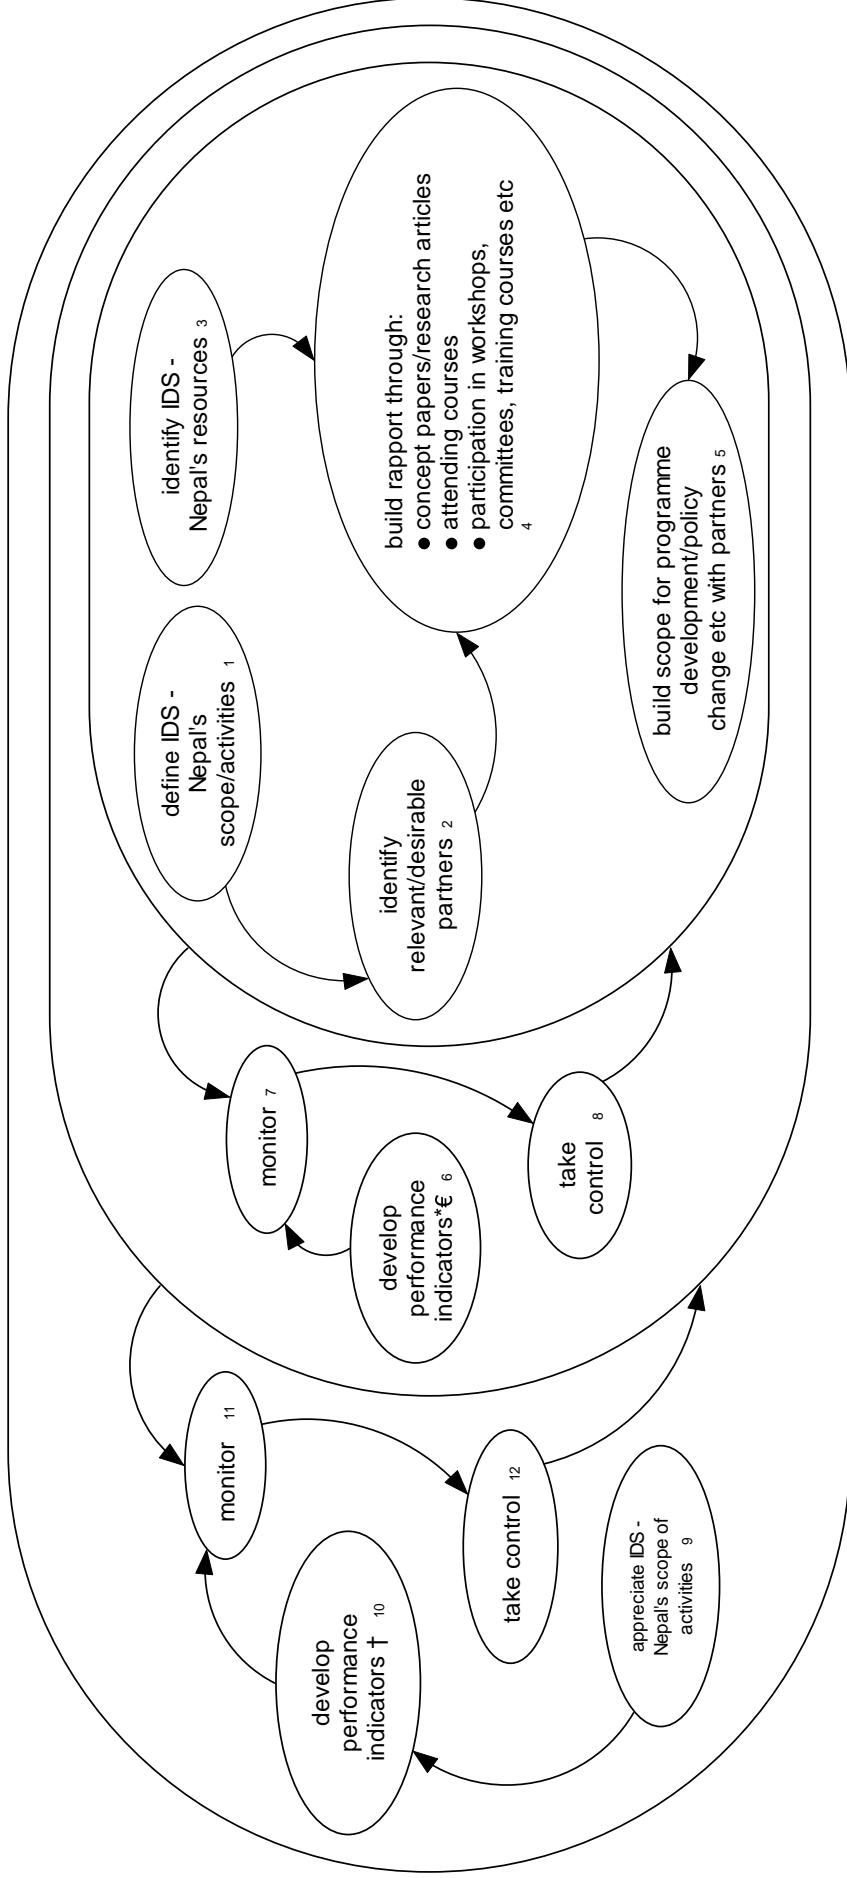 define IDS -
Nepal's
scope/activities 1
identify IDS -
Nepal's resources 3
identify
relevant/desirable
partners 2
build rapport through:
● concept papers/research articles
● attending courses
● participation in workshops,
committees, training courses etc
4
build scope for programme
development/policy
change etc with partners 5
monitor 7
develop
performance
indicators*€ 6
take
control 8
monitor 11
develop
performance
indicators † 10
take control 12
appreciate IDS -
Nepal's scope of
activities 9